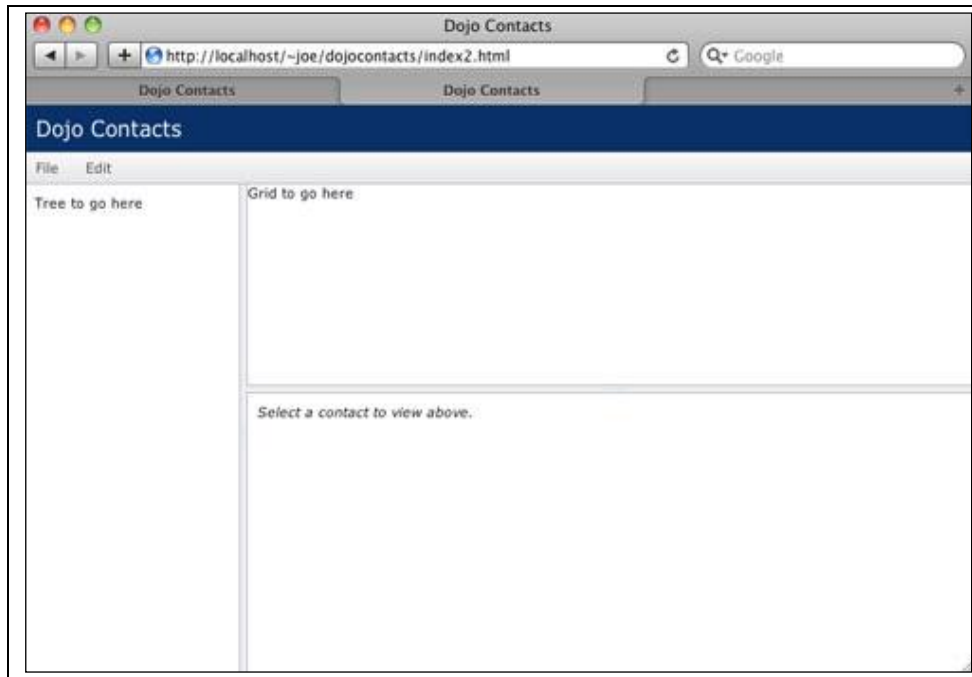 Dojo Contacts
http://localhost/~joe/dojocontacts/index2.html
Google
Dojo Contacts
Dojo Contacts
Dojo Contacts
File Edit
Tree to go here
Grid to go here
Select a contact to view above.